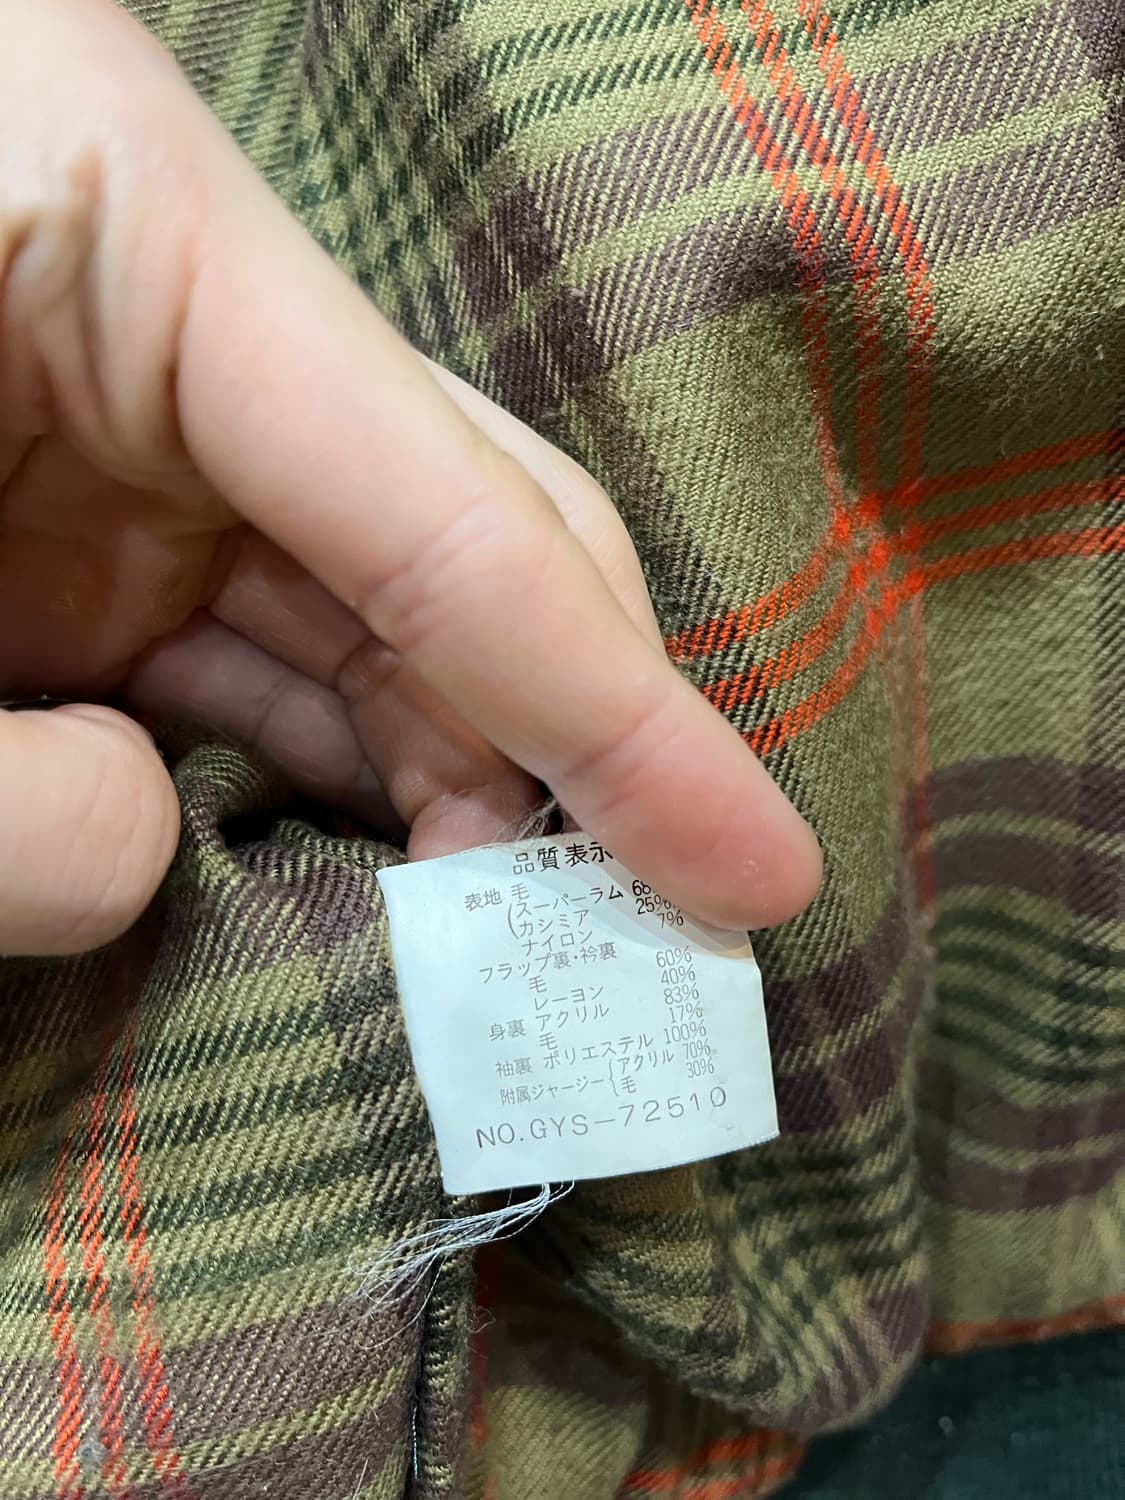 品質表示
表地 毛 68
(スーパーラム 25%
カシミア 7%
ナイロン
フラップ裏・衿裏 60%
毛 40%
レーヨン 83%
身裏 アクリル 17%
毛 100%
袖裏 ポリエステル 70%
附属ジャージー{アクリル 30%
毛
NO.GYS-72510